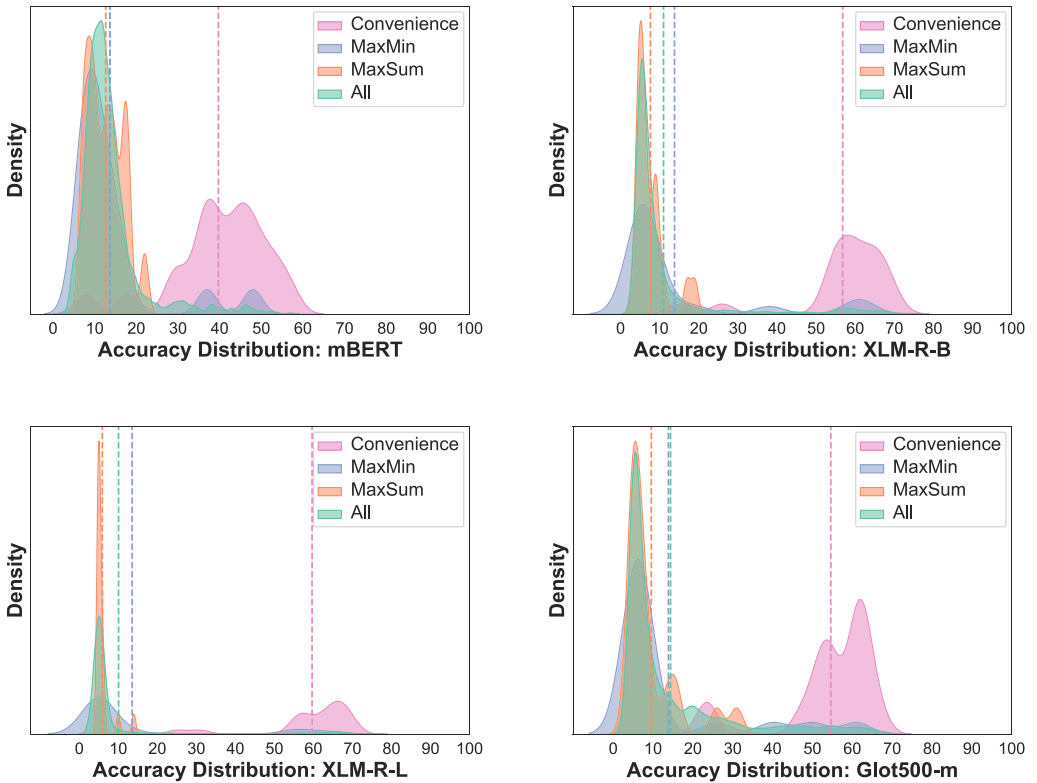 Convenience
MaxMin
MaxSum
All
Density
0 10 20 30 40 50 60 70 80 90 100
Accuracy Distribution: mBERT
Convenience
MaxMin
MaxSum
All
Density
0 10 20 30 40 50 60 70 80 90 100
Accuracy Distribution: XLM-R-B
Convenience
MaxMin
MaxSum
All
Density
0 10 20 30 40 50 60 70 80 90 100
Accuracy Distribution: XLM-R-L
Convenience
MaxMin
MaxSum
All
Density
0 10 20 30 40 50 60 70 80 90 100
Accuracy Distribution: Glot500-m